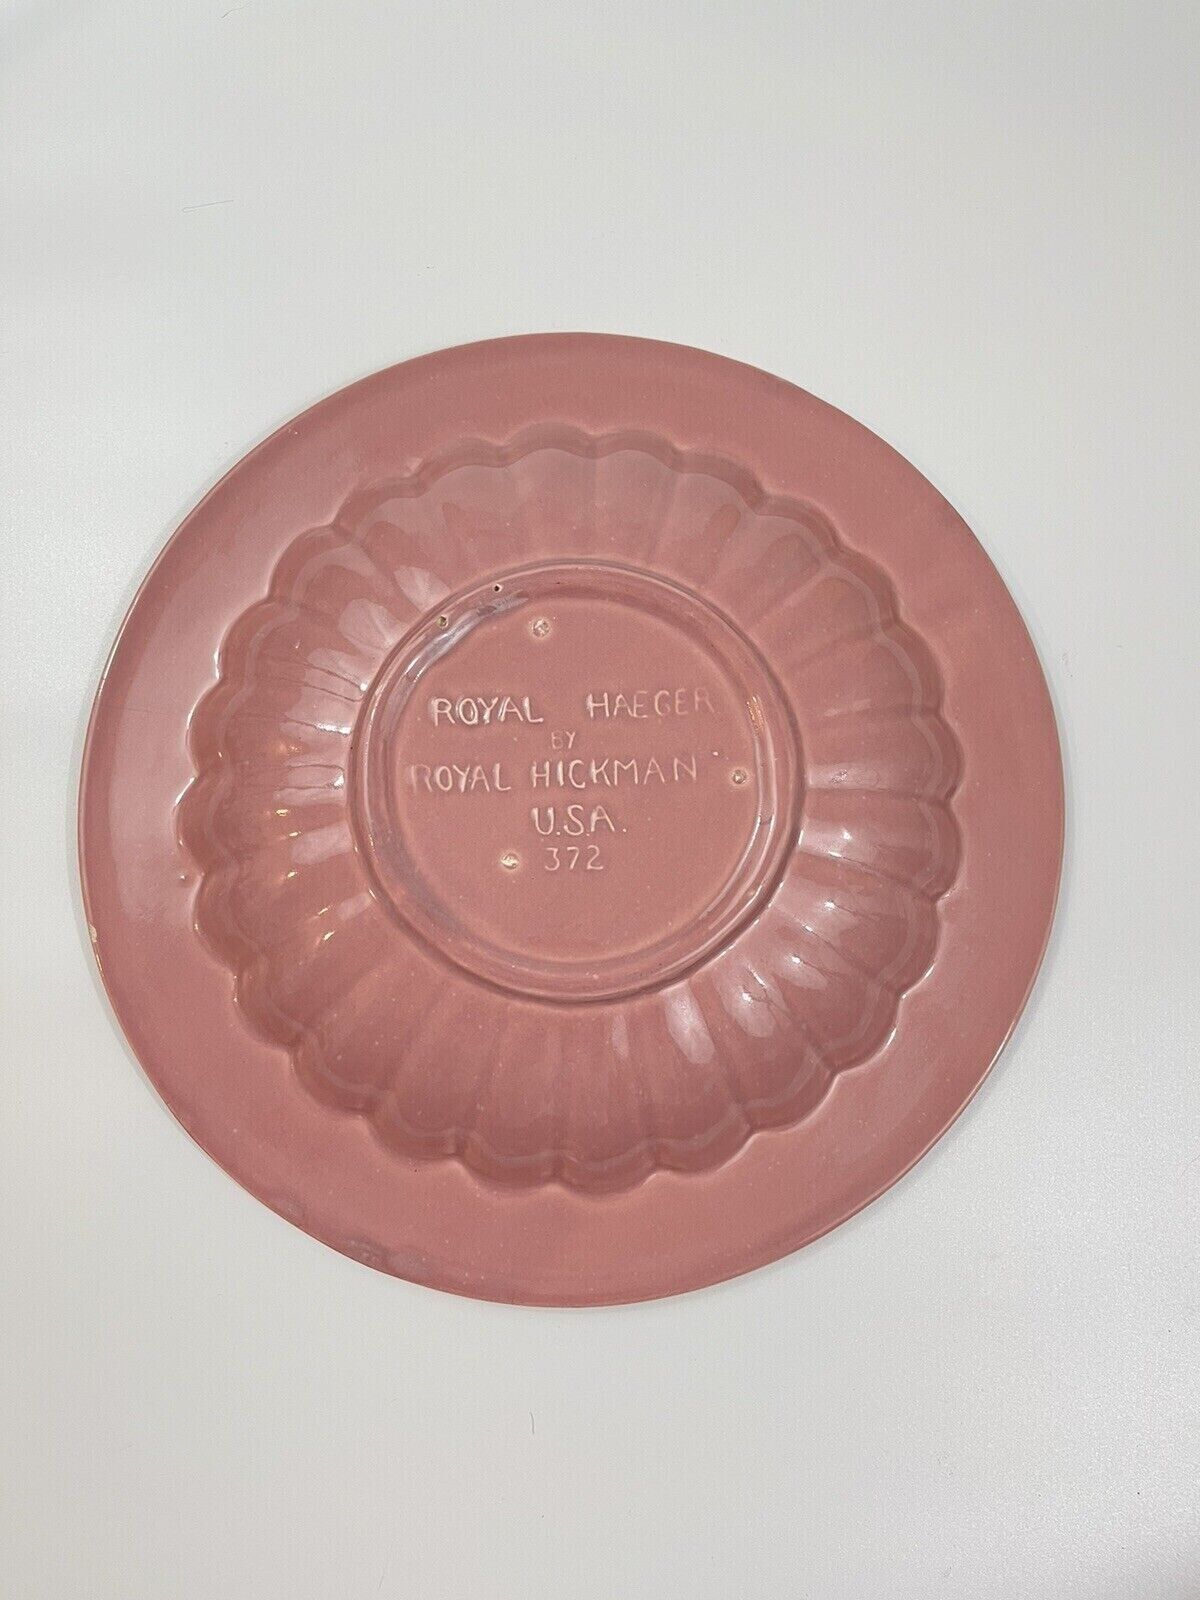 ROYAL HAEGER
BY
ROYAL HICKMAN
U.S.A.
372